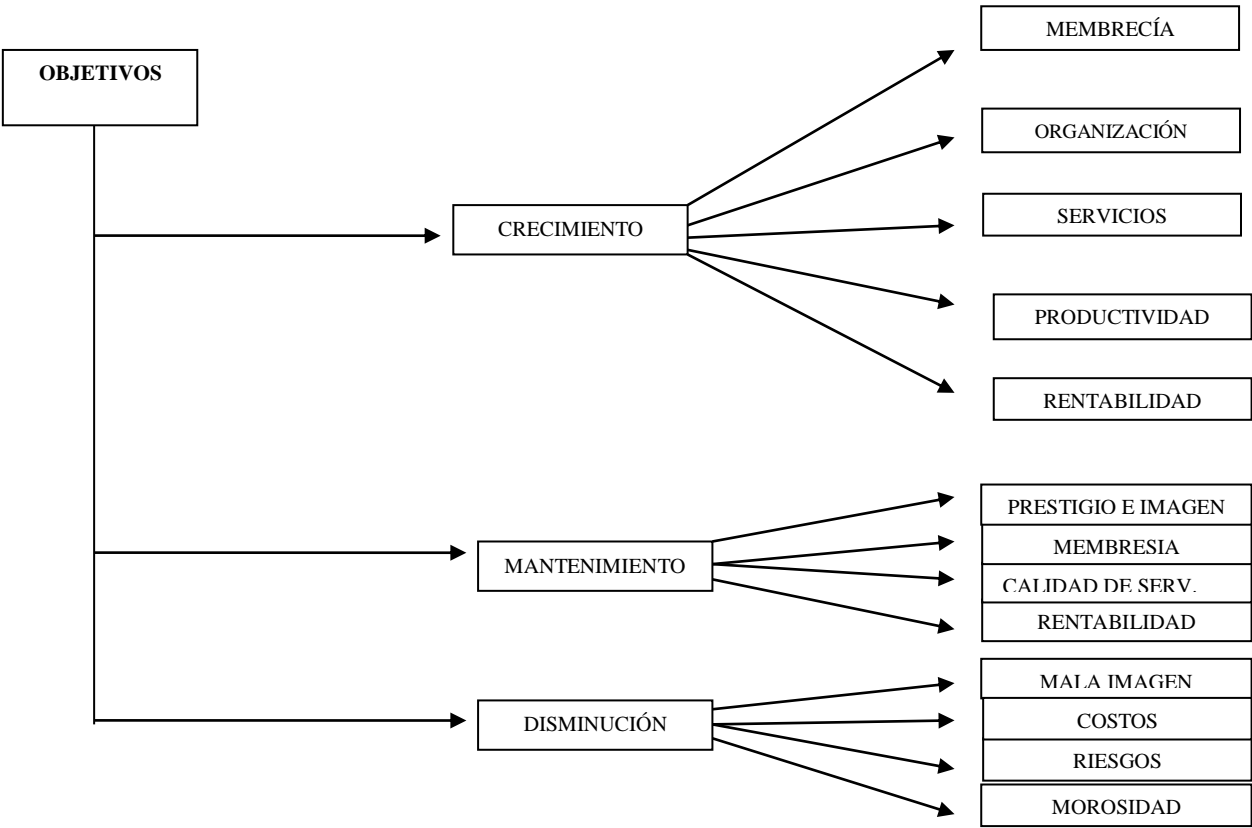 OBJETIVOS
CRECIMIENTO
MEMBRECÍA
ORGANIZACIÓN
SERVICIOS
PRODUCTIVIDAD
RENTABILIDAD
MANTENIMIENTO
PRESTIGIO E IMAGEN
MEMBRESIA
CALIDAD DE SERV.
RENTABILIDAD
DISMINUCIÓN
MALA IMAGEN
COSTOS
RIESGOS
MOROSIDAD